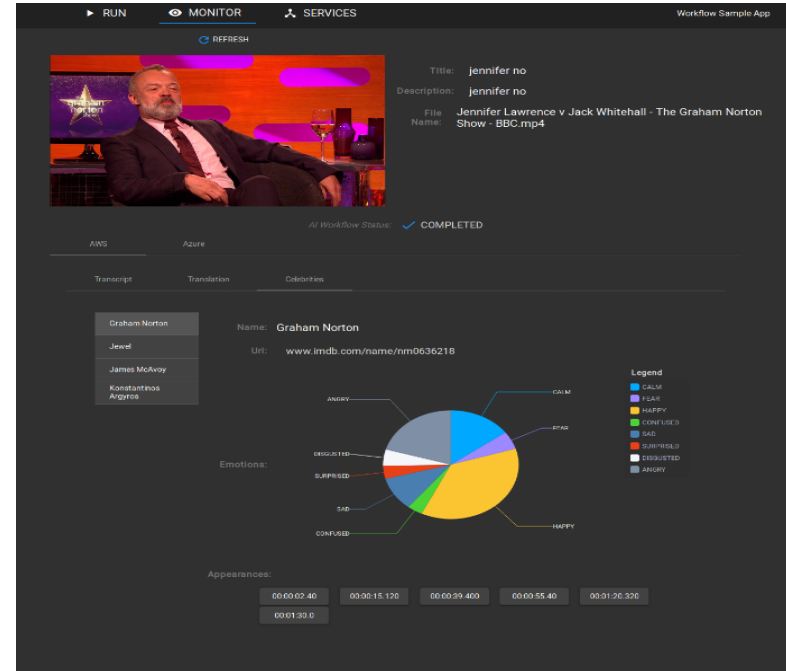 RUN
MONITOR
SERVICES
Workflow Sample App
REFRESH
graham
norton
show
Title: jennifer no
Description: jennifer no
File Name: Jennifer Lawrence v Jack Whitehall - The Graham Norton
Show - BBC.mp4
AI Workflow Status: COMPLETED
AWS
Azure
Transcript
Translation
Celebrities
Graham Norton
Jewel
James McAvoy
Konstantinos
Argyros
Name: Graham Norton
Url: www.imdb.com/name/nm0636218
Emotions:
ANGRY
CALM
DISGUSTED
FEAR
SURPRISED
SAD
CONFUSED
HAPPY
Legend
CALM
FEAR
HAPPY
CONFUSED
SAD
SURPRISED
DISGUSTED
ANGRY
Appearances:
00:00:02.40
00:00:15.120
00:00:39.400
00:00:55.40
00:01:20.320
00:01:30.0